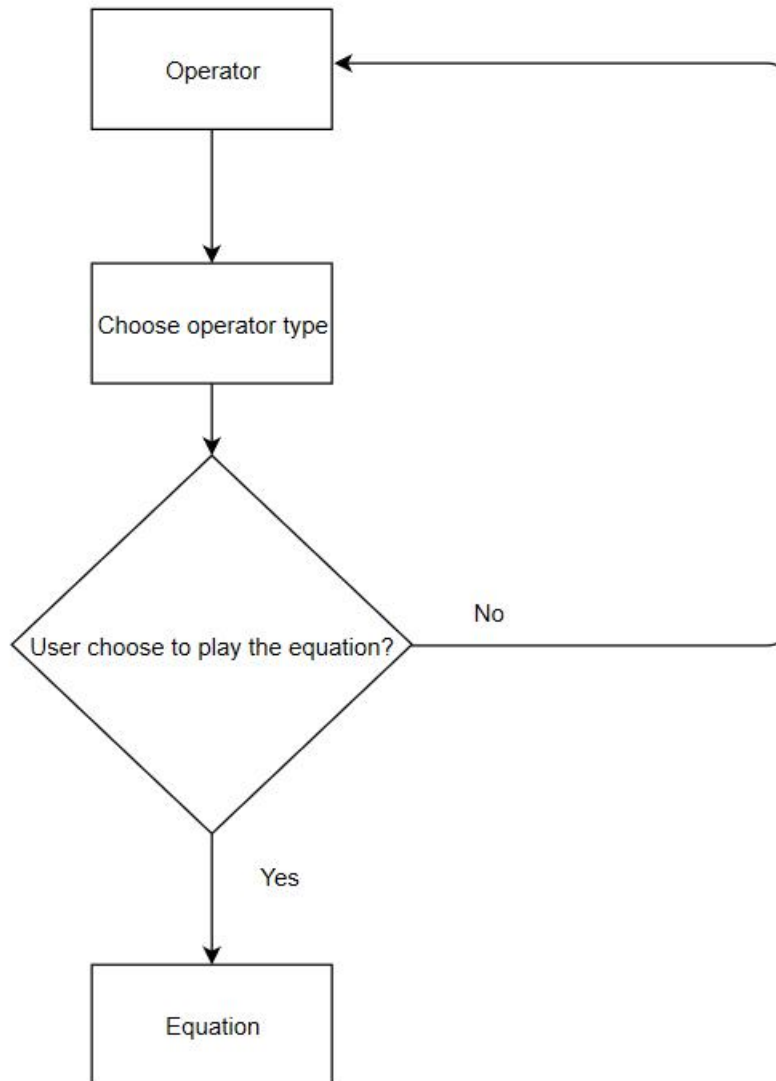 Operator
Choose operator type
User choose to play the equation?
No
Yes
Equation